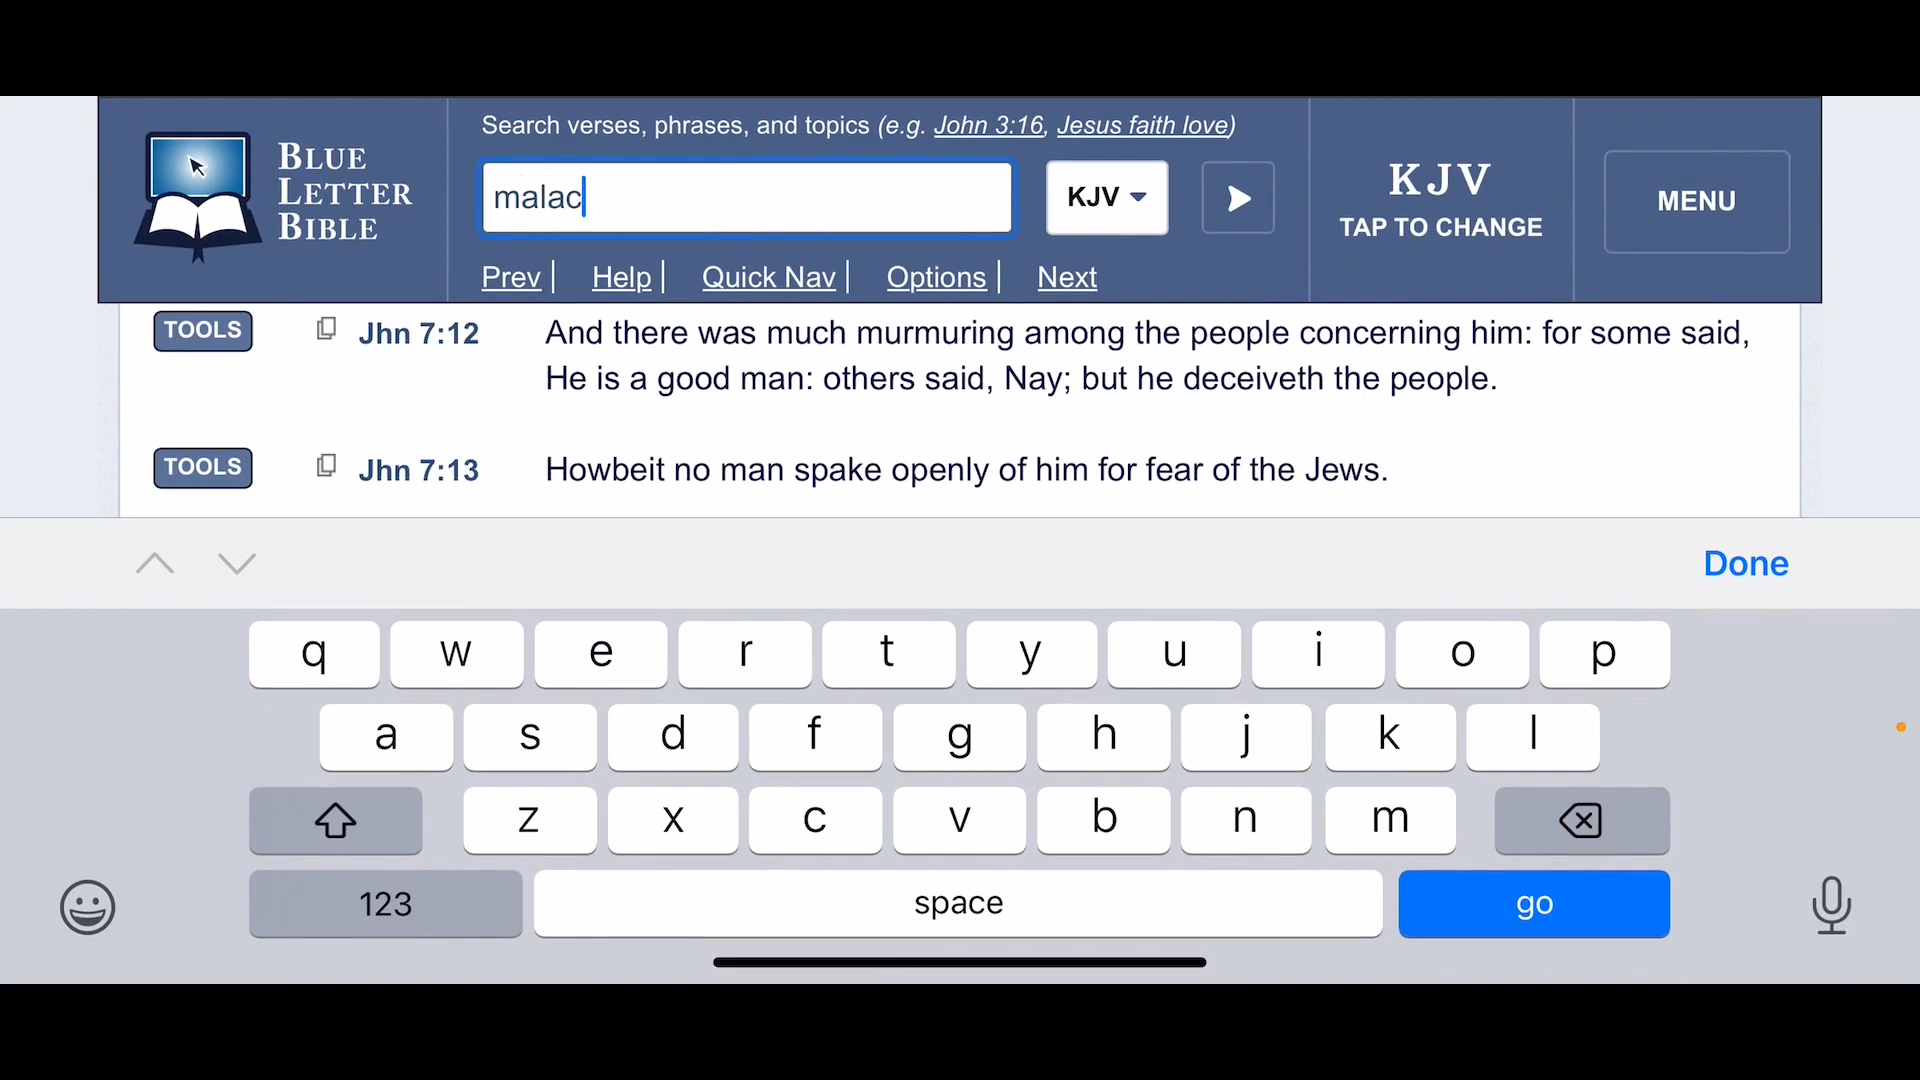 BLUE
LETTER
BIBLE
Search verses, phrases, and topics (e.g. John 3:16, Jesus faith love)
malac
KJV
Prev | Help | Quick Nav | Options | Next
KJV
TAP TO CHANGE
MENU
TOOLS Jhn 7:12 And there was much murmuring among the people concerning him: for some said,
He is a good man: others said, Nay; but he deceiveth the people.
TOOLS Jhn 7:13 Howbeit no man spake openly of him for fear of the Jews.
Done
q w e r t y u i o p
a s d f g h j k l
z x c v b n m
123 space go